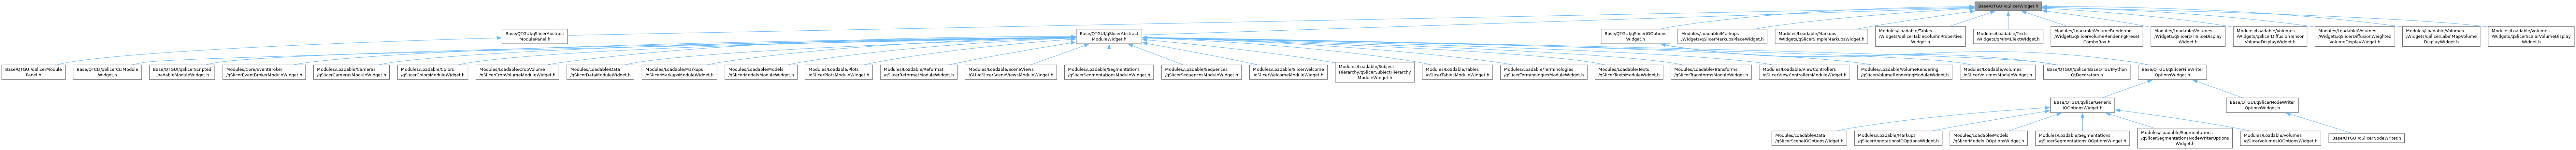 Base/QTGUI/qSlicerWidget.h
Base/QTGUI/qSlicerAbstract
ModulePanel.h
Base/QTGUI/qSlicerAbstract
ModuleWidget.h
Base/QTGUI/qSlicerIOOptions
Widget.h
Modules/Loadable/Markups
/Widgets/qSlicerMarkupsPlaceWidget.h
Modules/Loadable/Markups
/Widgets/qSlicerSimpleMarkupsWidget.h
Modules/Loadable/Tables
/Widgets/qSlicerTableColumnProperties
Widget.h
Modules/Loadable/Texts
/Widgets/qMRMLTextWidget.h
Modules/Loadable/VolumeRendering
/Widgets/qSlicerVolumeRenderingPreset
ComboBox.h
Modules/Loadable/Volumes
/Widgets/qSlicerDTISliceDisplay
Widget.h
Modules/Loadable/Volumes
/Widgets/qSlicerDiffusionTensor
VolumeDisplayWidget.h
Modules/Loadable/Volumes
/Widgets/qSlicerDiffusionWeighted
VolumeDisplayWidget.h
Modules/Loadable/Volumes
/Widgets/qSlicerLabelMapVolume
DisplayWidget.h
Modules/Loadable/Volumes
/Widgets/qSlicerScalarVolumeDisplay
Widget.h
Base/QTGUI/qSlicerModule
Panel.h
Base/QTCLI/qSlicerCLIModule
Widget.h
Base/QTGUI/qSlicerScripted
LoadableModuleWidget.h
Modules/Core/EventBroker
/qSlicerEventBrokerModuleWidget.h
Modules/Loadable/Cameras
/qSlicerCamerasModuleWidget.h
Modules/Loadable/Colors
/qSlicerColorsModuleWidget.h
Modules/Loadable/CropVolume
/qSlicerCropVolumeModuleWidget.h
Modules/Loadable/Data
/qSlicerDataModuleWidget.h
Modules/Loadable/Markups
/qSlicerMarkupsModuleWidget.h
Modules/Loadable/Models
/qSlicerModelsModuleWidget.h
Modules/Loadable/Plots
/qSlicerPlotsModuleWidget.h
Modules/Loadable/Reformat
/qSlicerReformatModuleWidget.h
Modules/Loadable/SceneViews
/GUI/qSlicerSceneViewsModuleWidget.h
Modules/Loadable/Segmentations
/qSlicerSegmentationsModuleWidget.h
Modules/Loadable/Sequences
/qSlicerSequencesModuleWidget.h
Modules/Loadable/SlicerWelcome
/qSlicerWelcomeModuleWidget.h
Modules/Loadable/Subject
Hierarchy/qSlicerSubjectHierarchy
ModuleWidget.h
Modules/Loadable/Tables
/qSlicerTablesModuleWidget.h
Modules/Loadable/Terminologies
/qSlicerTerminologiesModuleWidget.h
Modules/Loadable/Texts
/qSlicerTextsModuleWidget.h
Modules/Loadable/Transforms
/qSlicerTransformsModuleWidget.h
Modules/Loadable/ViewControllers
/qSlicerViewControllersModuleWidget.h
Modules/Loadable/VolumeRendering
/qSlicerVolumeRenderingModuleWidget.h
Modules/Loadable/Volumes
/qSlicerVolumesModuleWidget.h
Base/QTGUI/qSlicerBaseQTGUIPython
QtDecorators.h
Base/QTGUI/qSlicerFileWriter
OptionsWidget.h
Base/QTGUI/qSlicerGeneric
IOOptionsWidget.h
Base/QTGUI/qSlicerNodeWriter
OptionsWidget.h
Modules/Loadable/Data
/qSlicerSceneIOOptionsWidget.h
Modules/Loadable/Markups
/qSlicerAnnotationsIOOptionsWidget.h
Modules/Loadable/Models
/qSlicerModelsIOOptionsWidget.h
Modules/Loadable/Segmentations
/qSlicerSegmentationsIOOptionsWidget.h
Modules/Loadable/Segmentations
/qSlicerSegmentationsNodeWriterOptions
Widget.h
Modules/Loadable/Volumes
/qSlicerVolumesIOOptionsWidget.h
Base/QTGUI/qSlicerNodeWriter.h